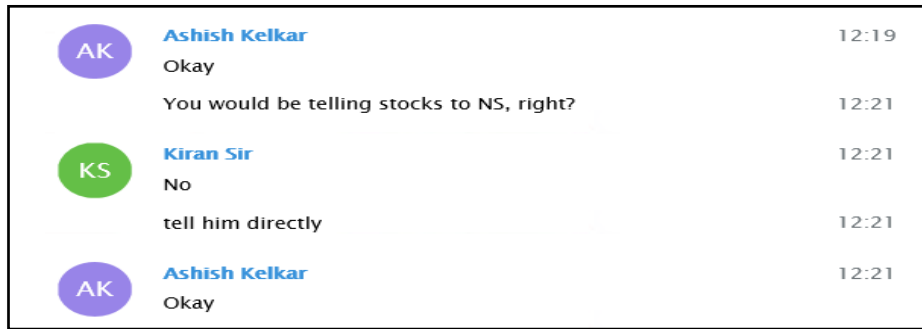 AK
Ashish Kelkar 12:19
Okay
You would be telling stocks to NS, right? 12:21
KS
Kiran Sir 12:21
No
tell him directly 12:21
AK
Ashish Kelkar 12:21
Okay